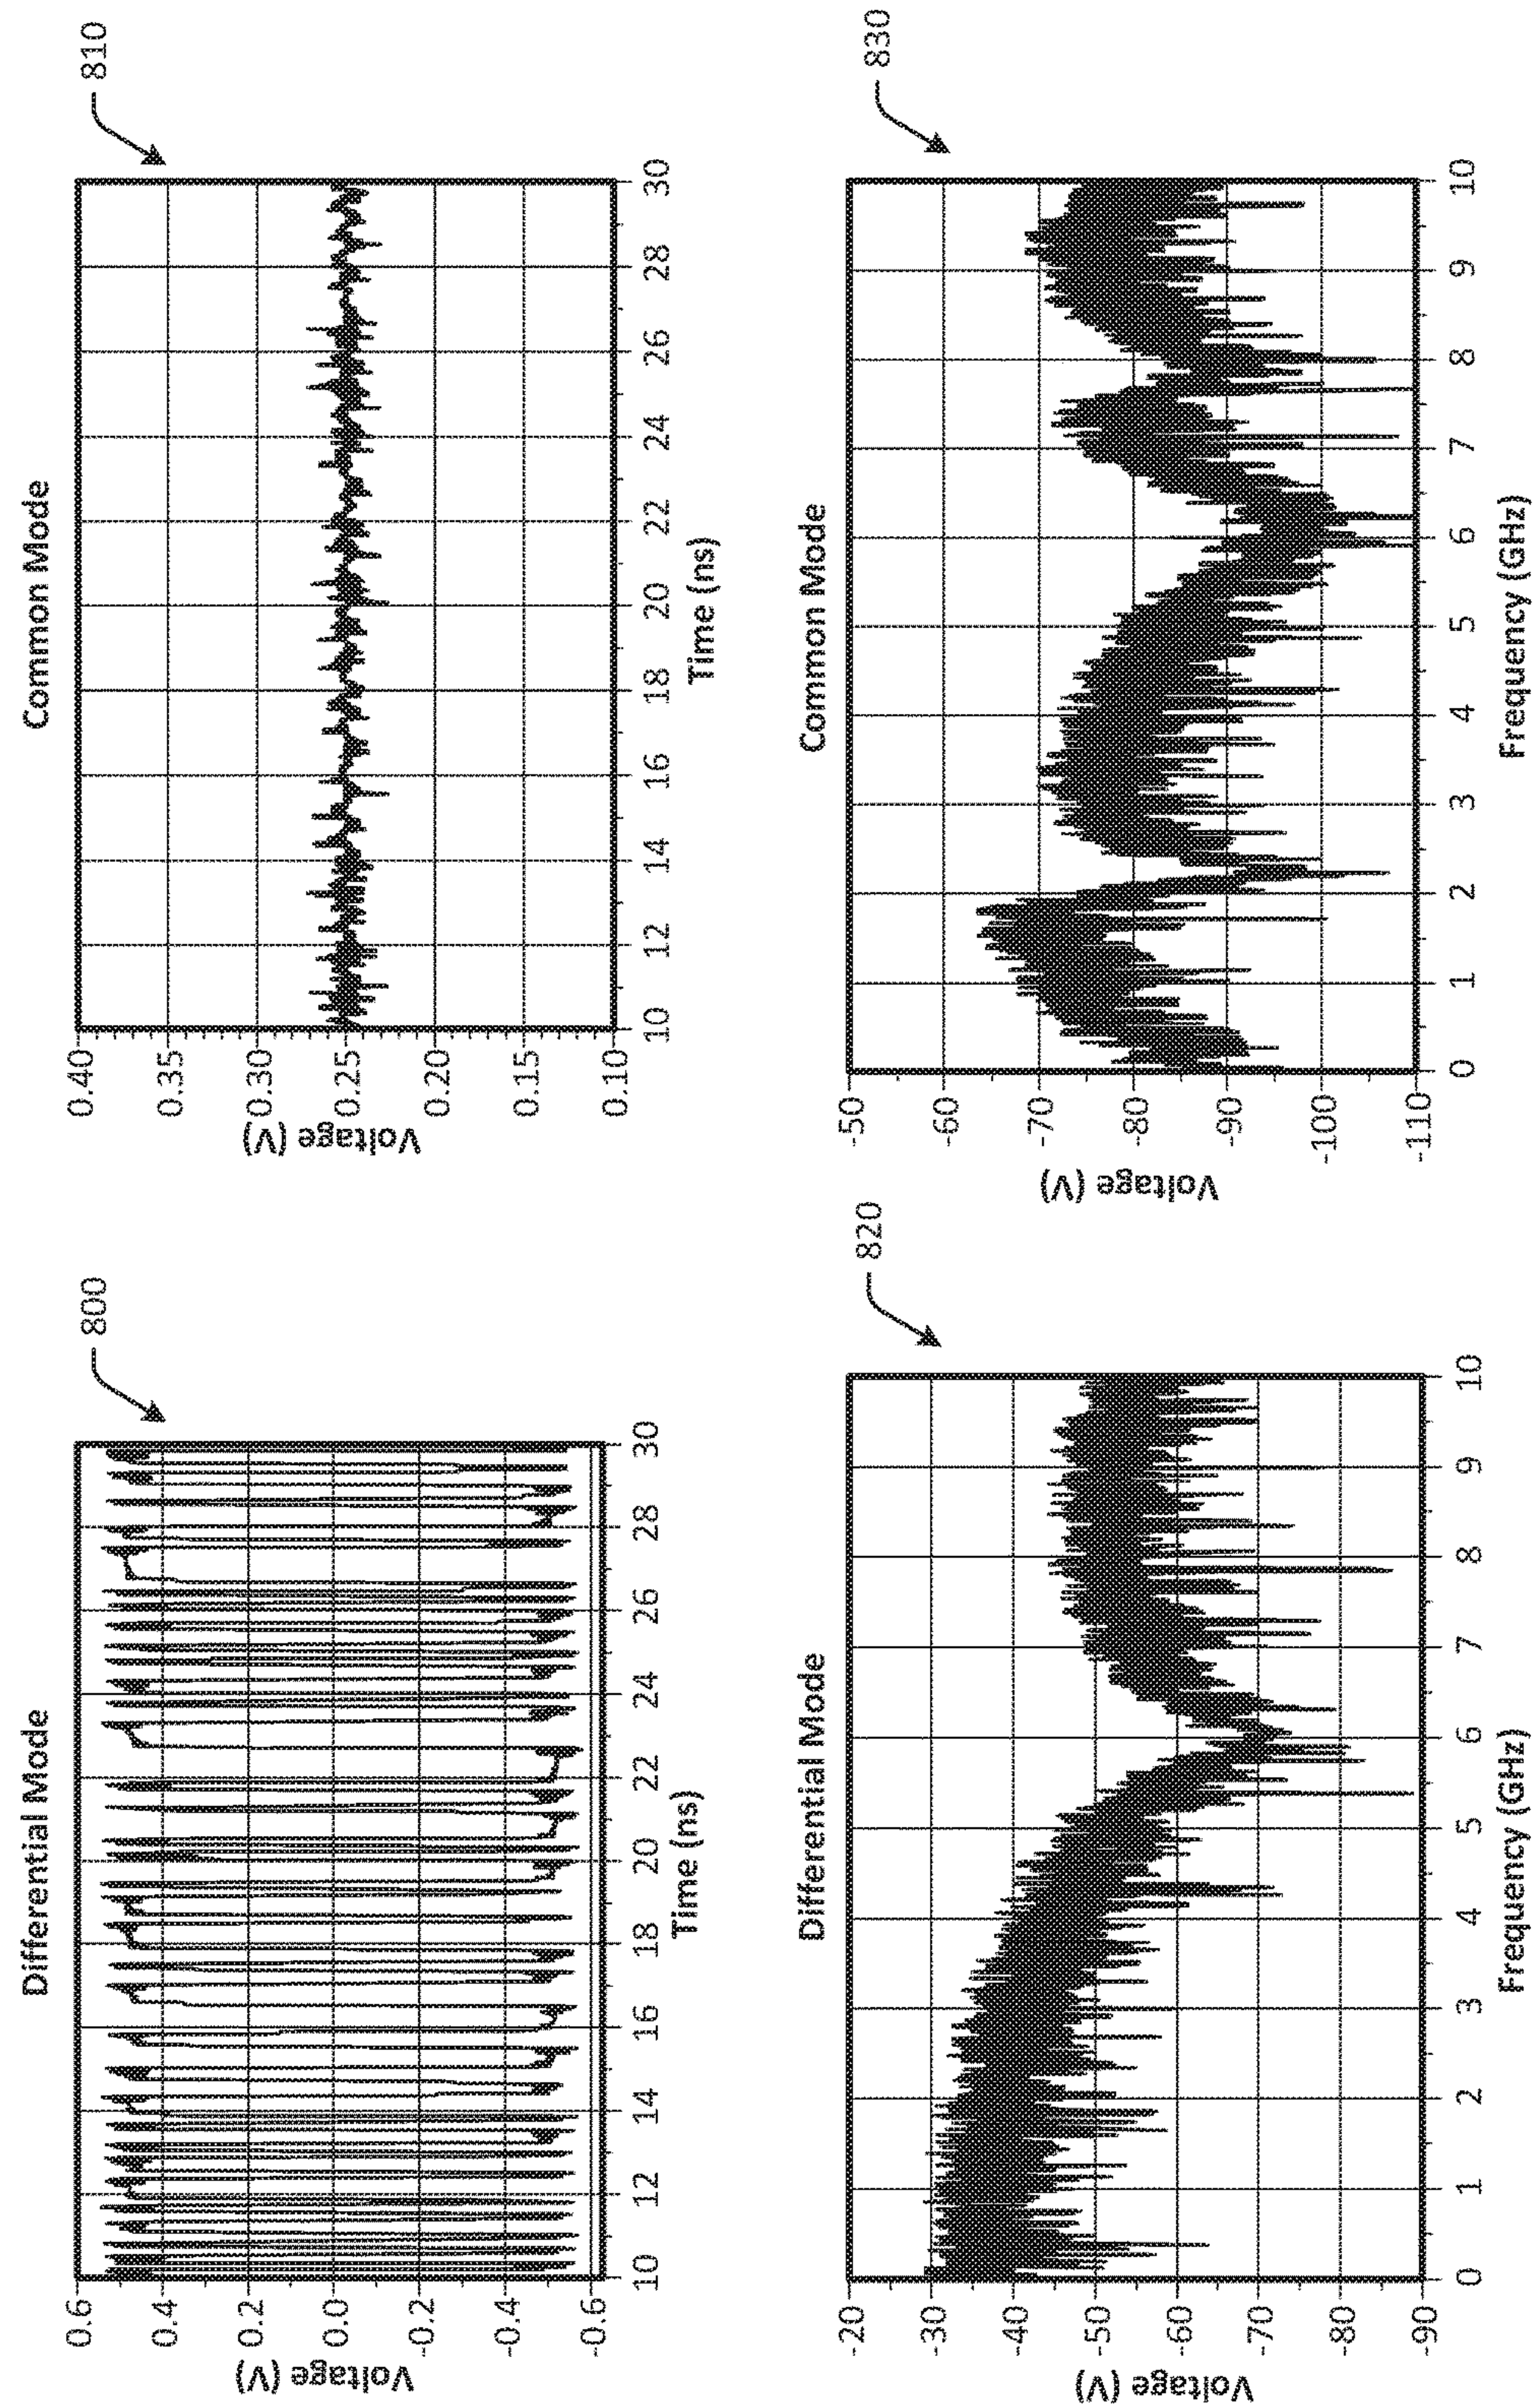 Differential Mode
800
Voltage (V)
0.6
0.4
0.2
0.0
-0.2
-0.4
-0.6
10 12 14 16 18 20 22 24 26 28 30
Time (ns)
Common Mode
810
Voltage (V)
0.40
0.35
0.30
0.25
0.20
0.15
0.10
10 12 14 16 18 20 22 24 26 28 30
Time (ns)
Differential Mode
820
Voltage (V)
-20
-30
-40
-50
-60
-70
-80
-90
0 1 2 3 4 5 6 7 8 9 10
Frequency (GHz)
Common Mode
830
Voltage (V)
-50
-60
-70
-80
-90
-100
-110
0 1 2 3 4 5 6 7 8 9 10
Frequency (GHz)